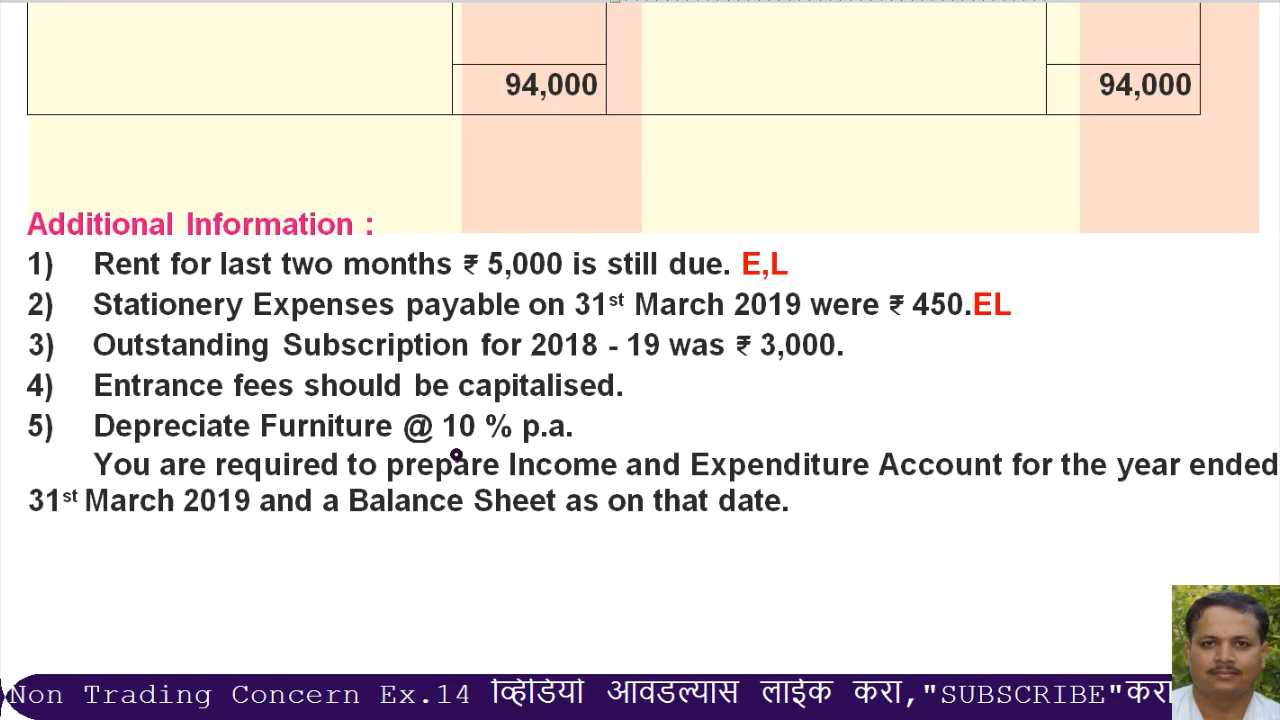 94,000 94,000
Additional Information :
1) Rent for last two months ₹ 5,000 is still due. E,L
2) Stationery Expenses payable on 31st March 2019 were ₹ 450.EL
3) Outstanding Subscription for 2018 - 19 was ₹ 3,000.
4) Entrance fees should be capitalised.
5) Depreciate Furniture @ 10 % p.a.
You are required to prepare Income and Expenditure Account for the year ended
31st March 2019 and a Balance Sheet as on that date.
Non Trading Concern Ex.14 व्हिडियो आवडल्यास लाईक करा,"SUBSCRIBE"करा